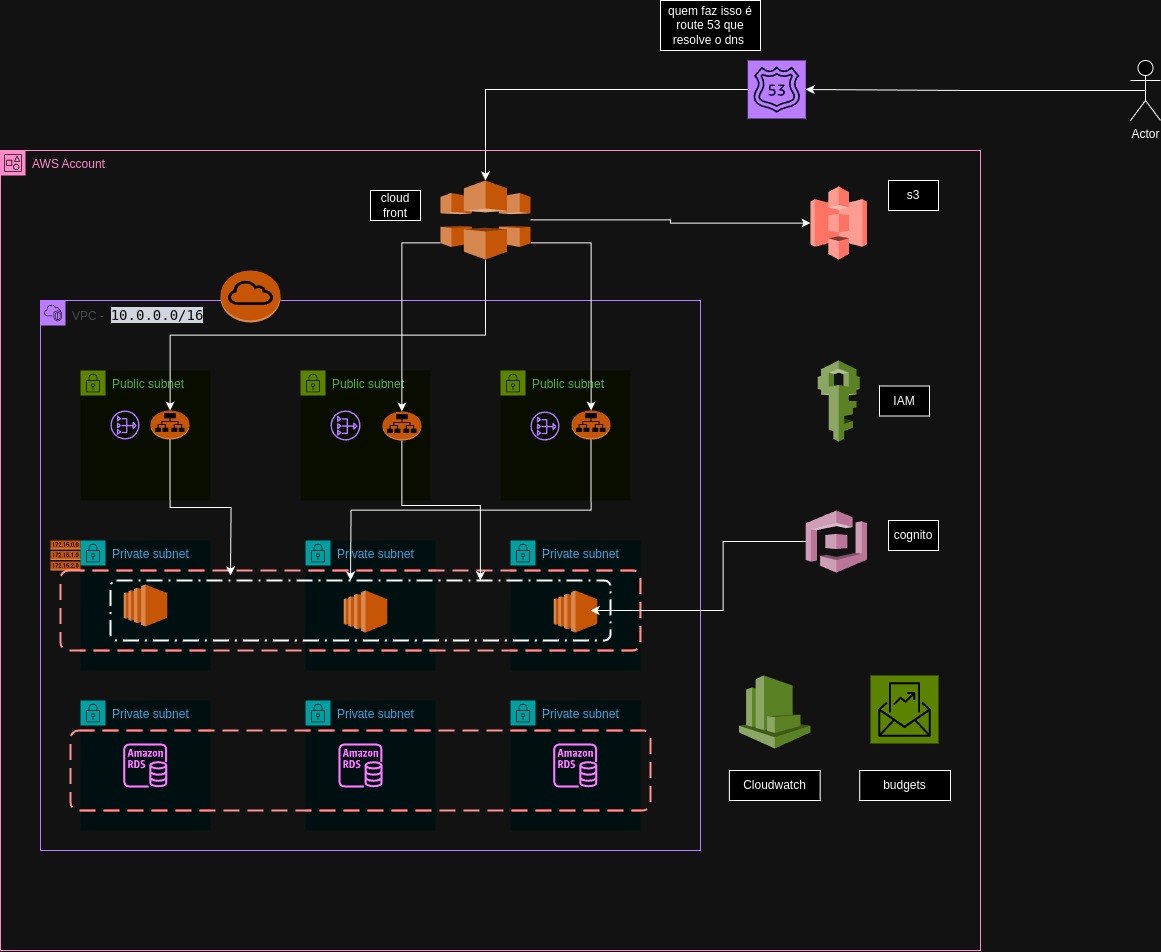 quem faz isso é
route 53 que
resolve o dns
53
Actor
AWS Account
cloud
front
s3
VPC - 10.0.0.0/16
Public subnet
Public subnet
Public subnet
IAM
cognito
172.16.0.0
172.16.1.0
172.16.2.0
Private subnet
Private subnet
Private subnet
Private subnet
Private subnet
Private subnet
Amazon
RDS
Amazon
RDS
Amazon
RDS
Cloudwatch
budgets